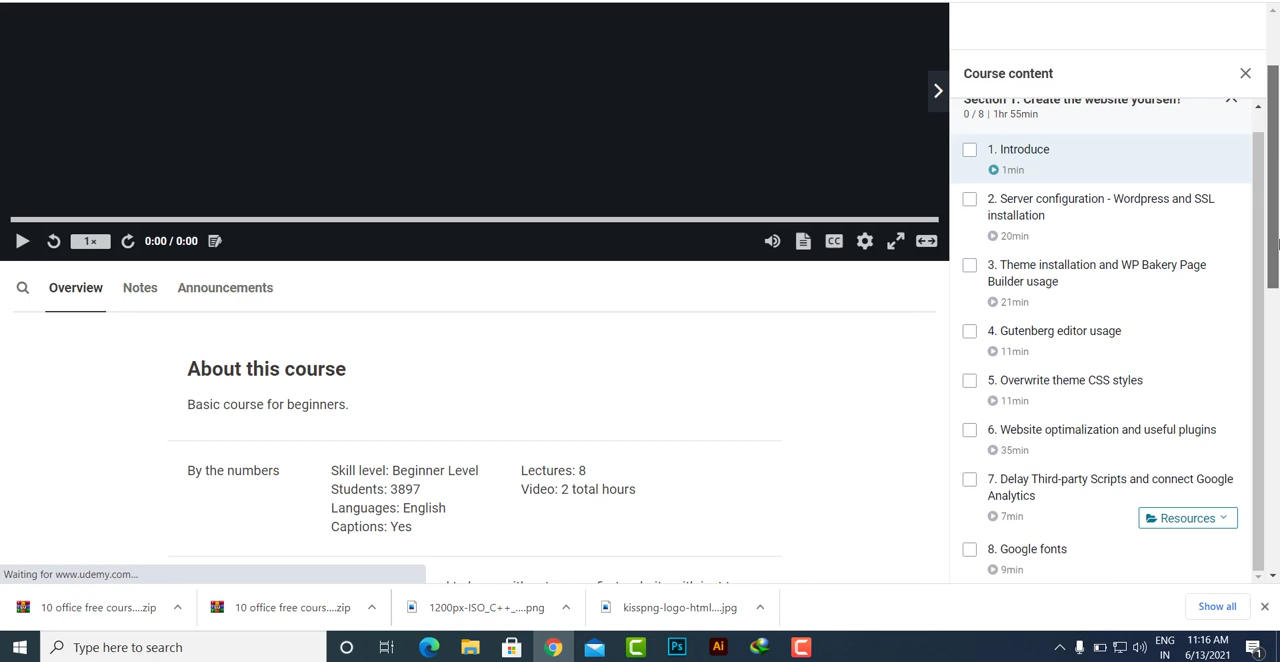 Course content
Section 1: Create the website yourself!
0 / 8 | 1hr 55min
1. Introduce
1min
2. Server configuration - Wordpress and SSL
installation
20min
3. Theme installation and WP Bakery Page
Builder usage
21min
4. Gutenberg editor usage
11min
5. Overwrite theme CSS styles
11min
6. Website optimalization and useful plugins
35min
7. Delay Third-party Scripts and connect Google
Analytics
7min
Resources
8. Google fonts
9min
1×
0:00 / 0:00
CC
Overview
Notes
Announcements
About this course
Basic course for beginners.
By the numbers
Skill level: Beginner Level
Students: 3897
Languages: English
Captions: Yes
Lectures: 8
Video: 2 total hours
Waiting for www.udemy.com...
10 office free cours....zip
10 office free cours....zip
1200px-ISO_C++_....png
kisspng-logo-html....jpg
Show all
Type here to search
Ps
Ai
ENG
IN
11:16 AM
6/13/2021
1